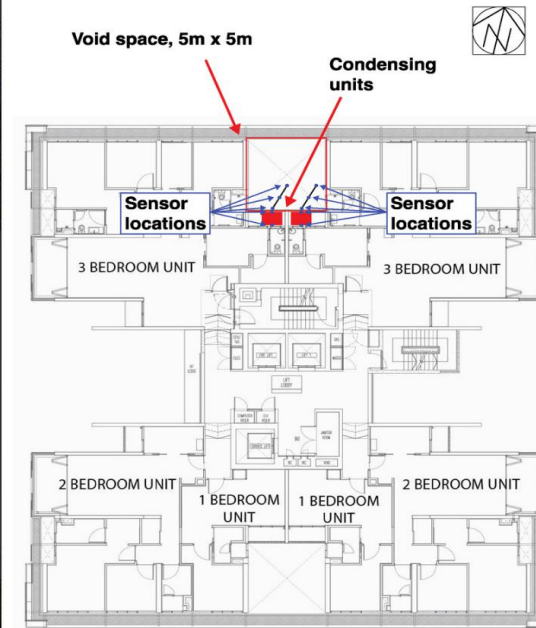 Void space, 5m x 5m
Condensing
units
Sensor
locations
Sensor
locations
3 BEDROOM UNIT
3 BEDROOM UNIT
LIFT
LOBBY
2 BEDROOM UNIT
1 BEDROOM
UNIT
1 BEDROOM
UNIT
2 BEDROOM UNIT